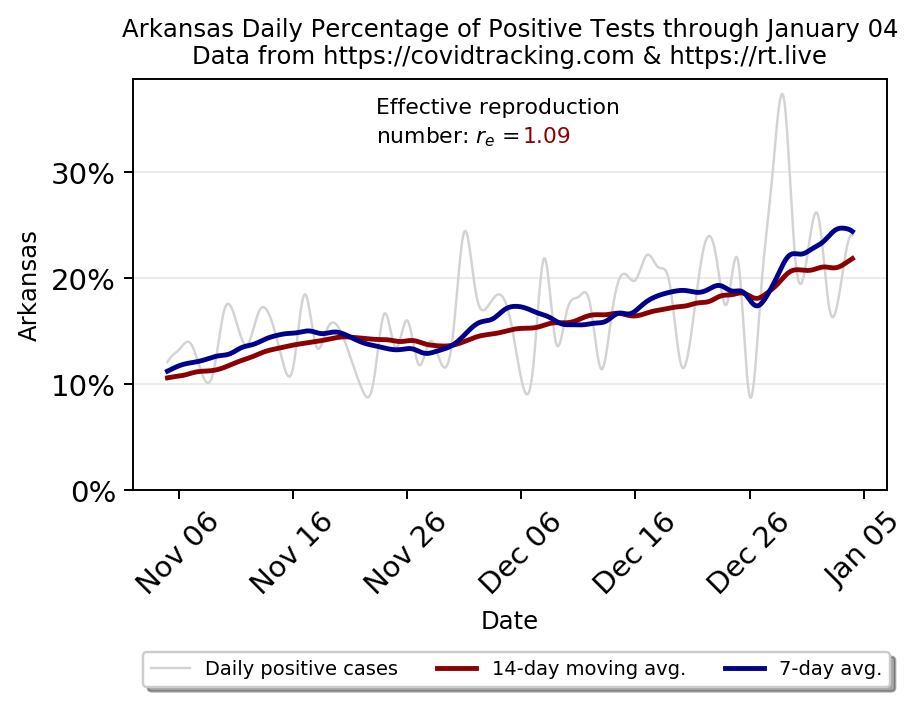 Arkansas Daily Percentage of Positive Tests through January 04
Data from https://covidtracking.com & https://rt.live
Effective reproduction
number: rₑ =1.09
30%
20%
10%
0%
Arkansas
Nov 06
Nov 16
Nov 26
Dec 06
Dec 16
Dec 26
Jan 05
Date
Daily positive cases
14-day moving avg.
7-day avg.